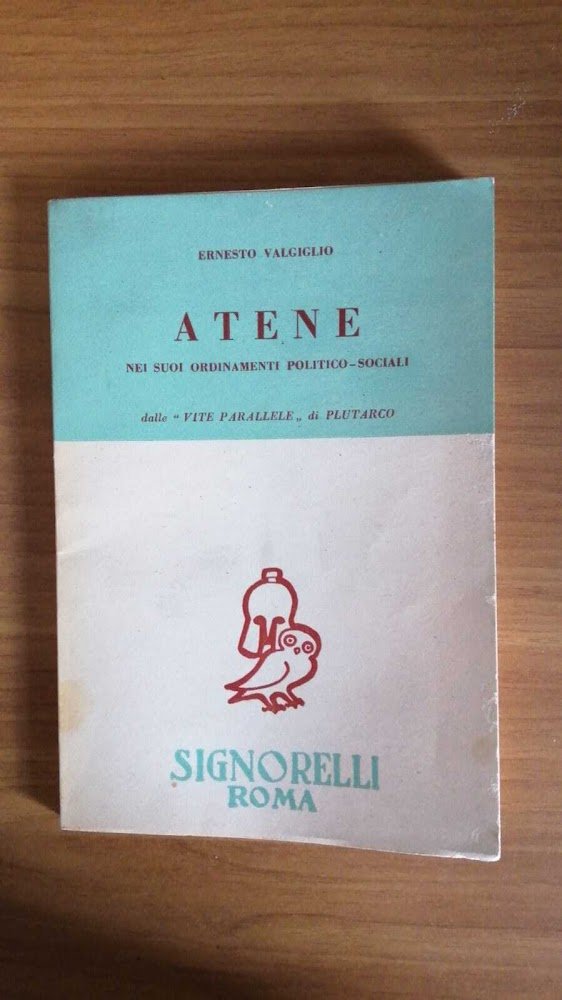 ERNESTO VALGIGLIO
ATENE
NEI SUOI ORDINAMENTI POLITICO-SOCIALI
dalle “ VITE PARALLELE „ di PLUTARCO
SIGNORELLI
ROMA